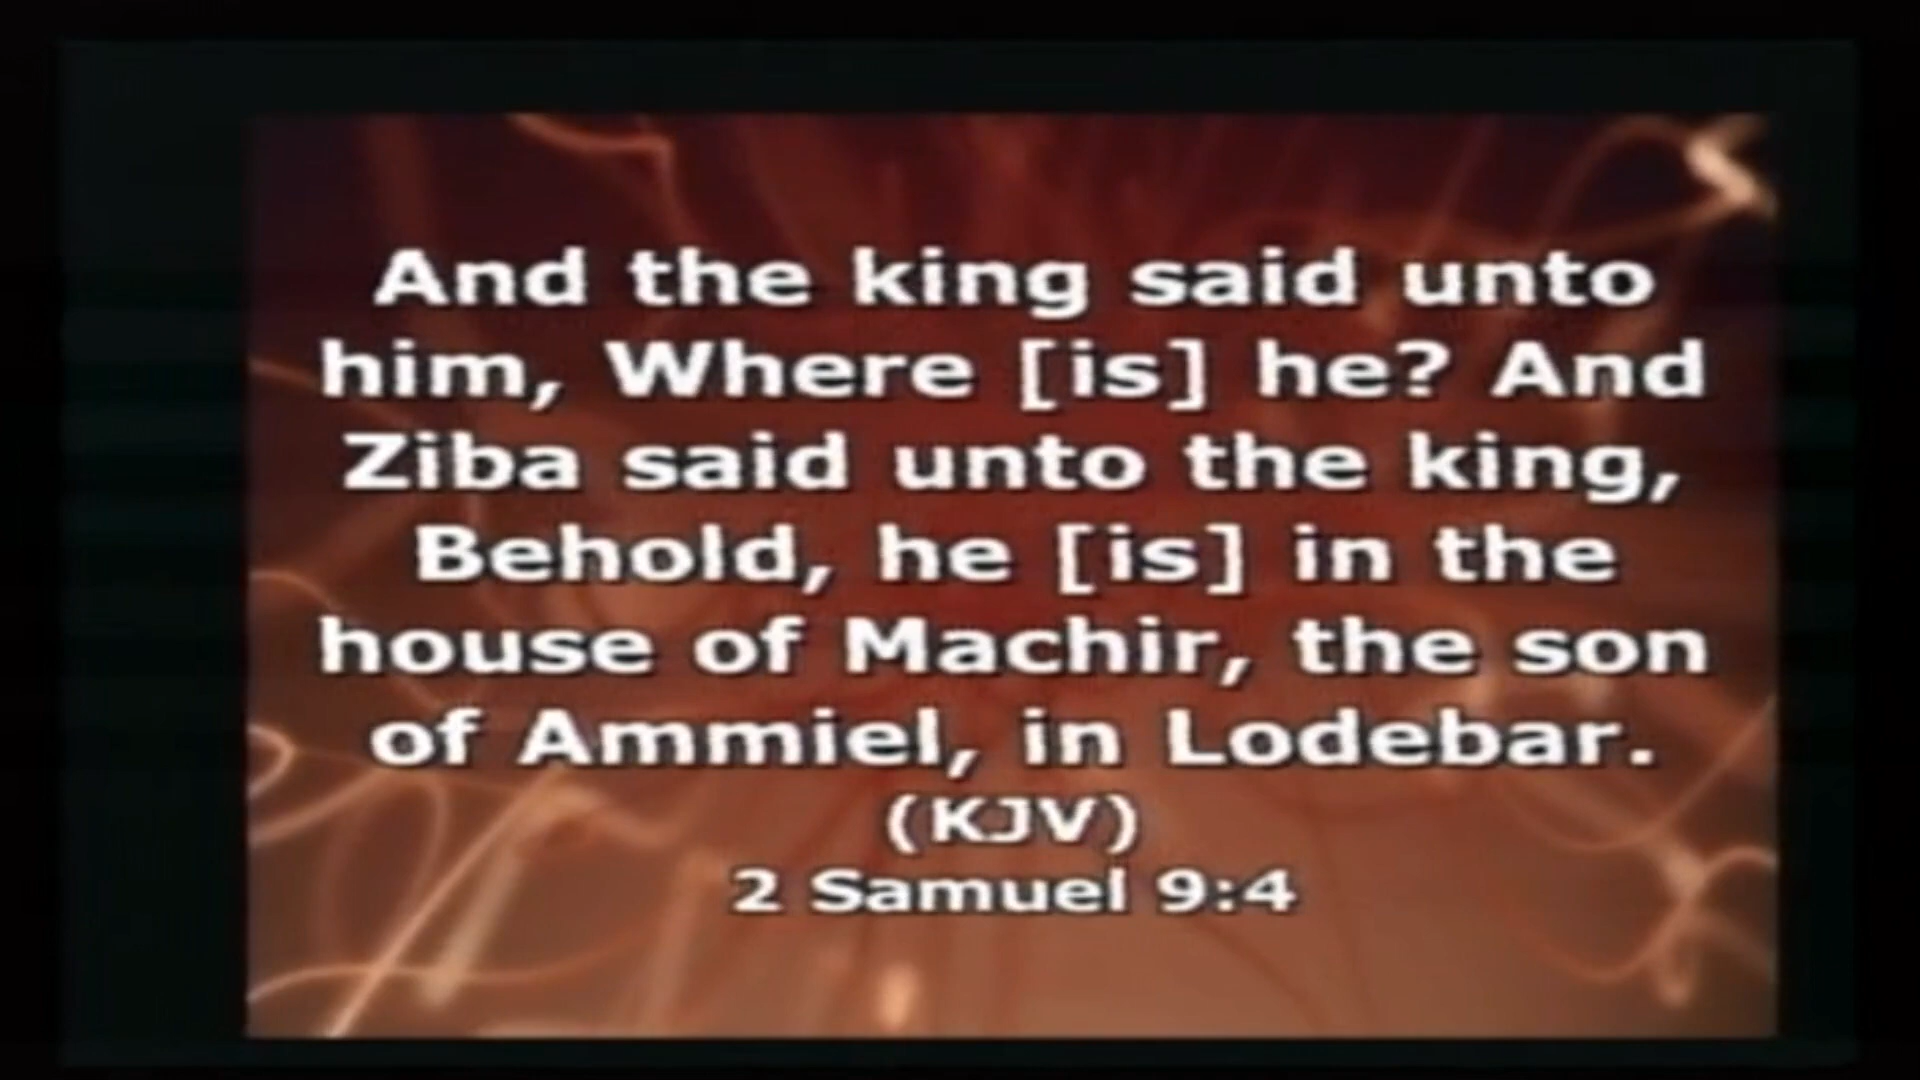 And the king said unto
him, Where [is] he? And
Ziba said unto the king,
Behold, he [is] in the
house of Machir, the son
of Ammiel, in Lodebar.
(KJV)
2 Samuel 9:4